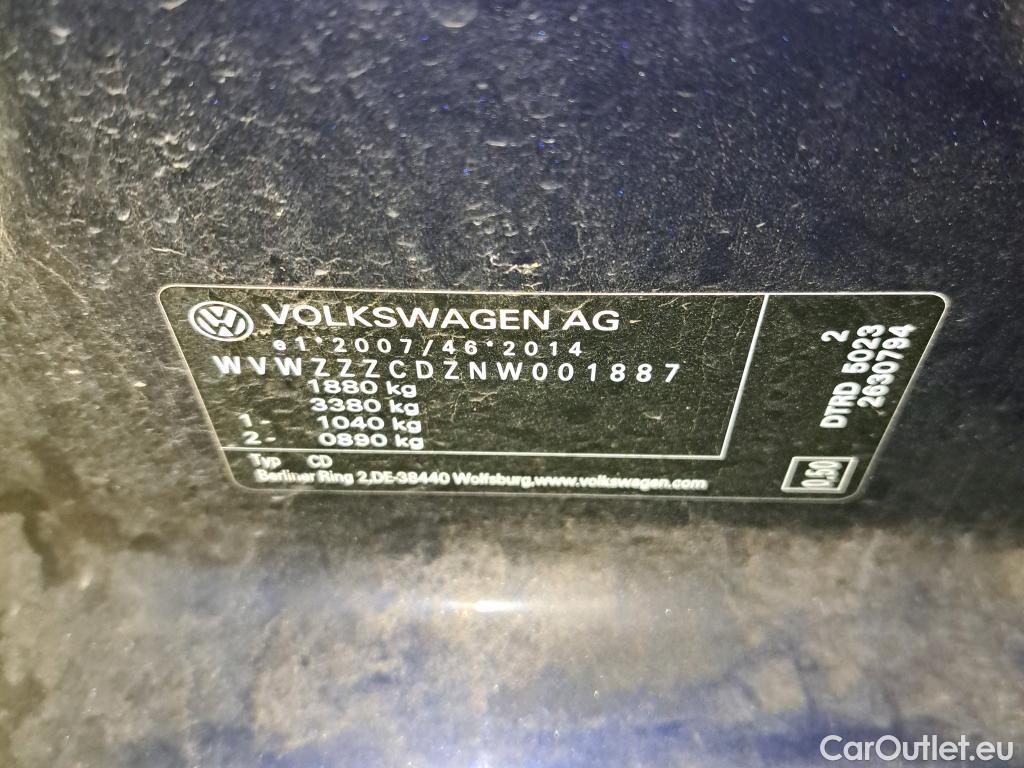 VOLKSWAGEN AG
e1*2007/46*2014
WVWZZZCDZNW001887
1880 kg
3380 kg
1- 1040 kg
2- 0890 kg
Typ CD
Berliner Ring 2,DE-38440 Wolfsburg,www.volkswagen.com
2
DTRD 5023
2630794
0.50
CarOutlet.eu